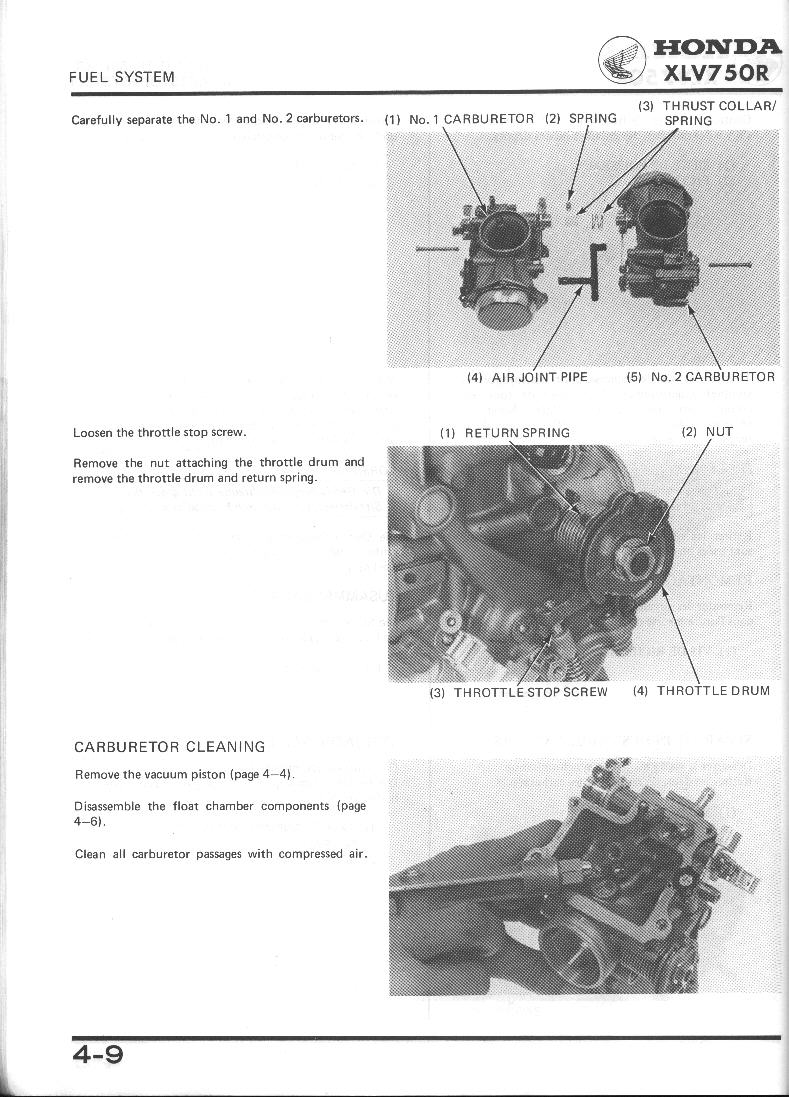 FUEL SYSTEM
HONDA
XLV750R
Carefully separate the No. 1 and No. 2 carburetors.
(1) No. 1 CARBURETOR (2) SPRING
(3) THRUST COLLAR/
SPRING
(4) AIR JOINT PIPE (5) No. 2 CARBURETOR
Loosen the throttle stop screw.
Remove the nut attaching the throttle drum and
remove the throttle drum and return spring.
(1) RETURN SPRING (2) NUT
(3) THROTTLE STOP SCREW (4) THROTTLE DRUM
CARBURETOR CLEANING
Remove the vacuum piston (page 4–4).
Disassemble the float chamber components (page
4–6).
Clean all carburetor passages with compressed air.
4-9